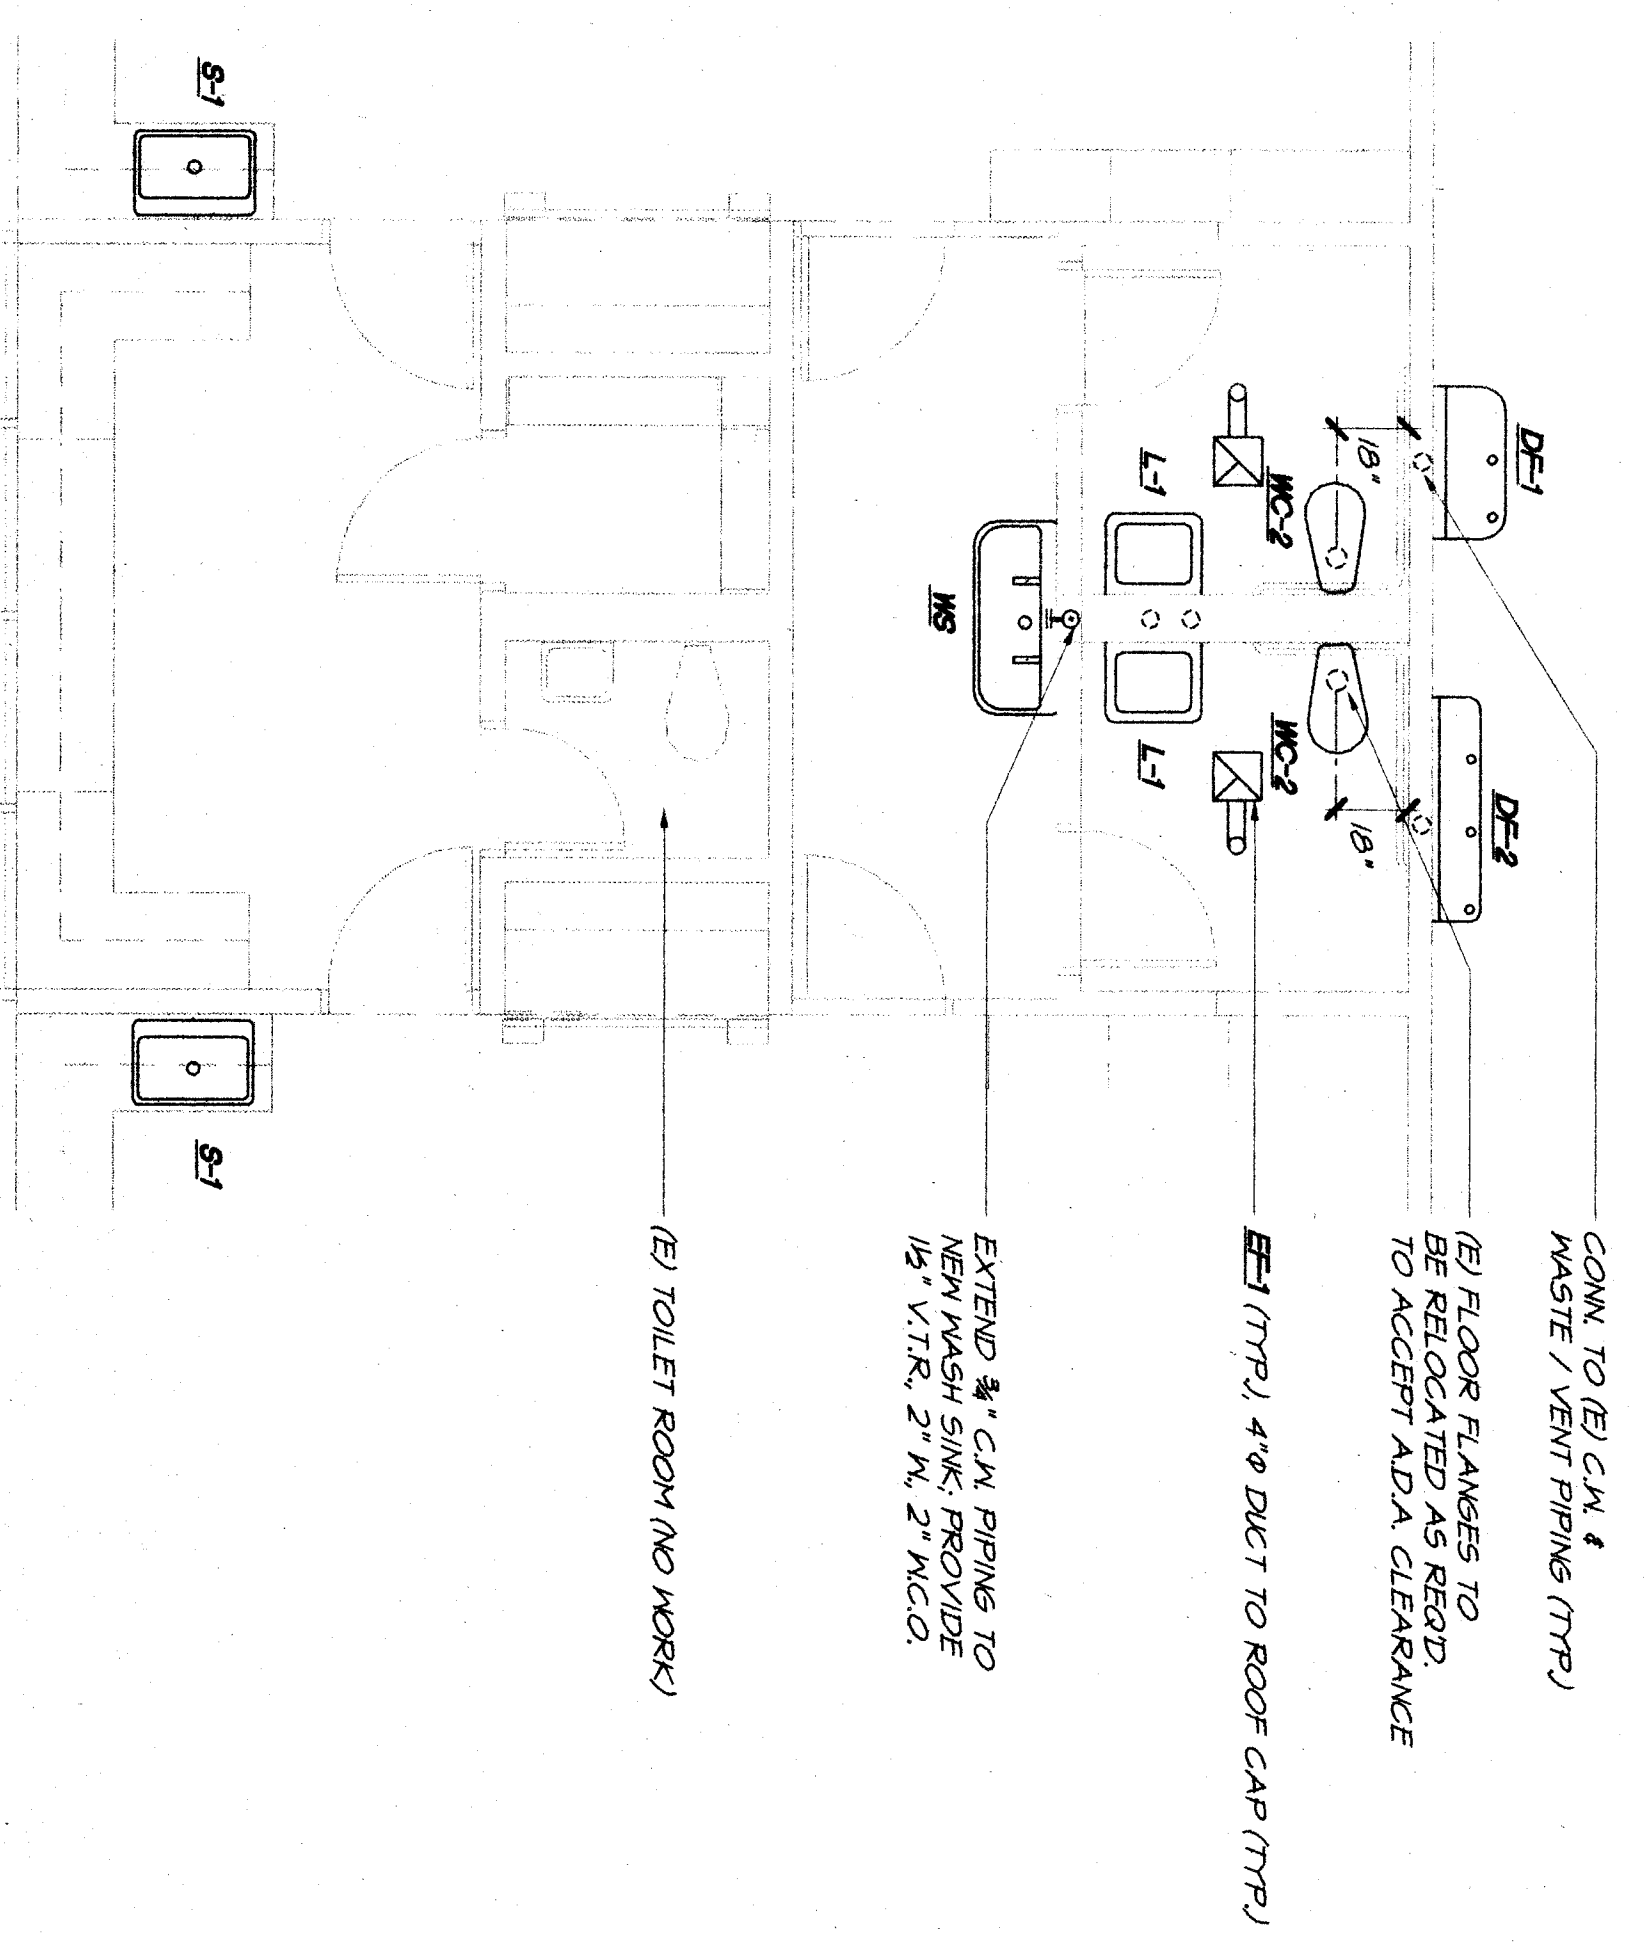 CONN. TO (E) C.W. &
WASTE / VENT PIPING (TYP.)
DF-1
DF-2
(E) FLOOR FLANGES TO
BE RELOCATED AS REQ'D.
TO ACCEPT A.D.A. CLEARANCE
18"
18"
WC-2
WC-2
EF-1 (TYP.), 4"Φ DUCT TO ROOF CAP (TYP.)
L-1
L-1
EXTEND ¾" C.W. PIPING TO
NEW WASH SINK; PROVIDE
1½" V.T.R., 2" W, 2" W.C.O.
WS
(E) TOILET ROOM (NO WORK)
S-1
S-1